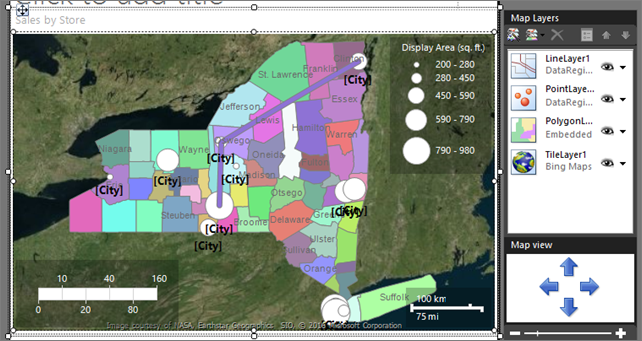 Click to add title
Sales by Store
Display Area (sq. ft.)
200 - 280
280 - 450
450 - 590
590 - 790
790 - 980
Franklin
St. Lawrence
[City]
Essex
Jefferson
Lewis
Hamilton
Warren
Oswego
Niagara
Wayne
Oneida
[City]
Madison
[City]
[City]
[City]
Otsego
Steuben
[City]
Greene
[City]
[City]
Broome
Delaware
[City]
Ulster
Sullivan
Orange
Suffolk
[City]
10 40 160
0 20 80
100 km
75 mi
Image courtesy of NASA, Earthstar Geographics SIO, © 2016 Microsoft Corporation
Map Layers
LineLayer1
DataRegi...
PointLaye...
DataRegi...
PolygonL...
Embedded
TileLayer1
Bing Maps
Map view